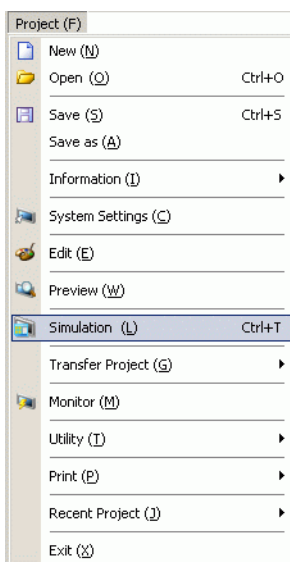 Project (F)
New (N)
Open (O) Ctrl+O
Save (S) Ctrl+S
Save as (A)
Information (I)
System Settings (C)
Edit (E)
Preview (W)
Simulation (L) Ctrl+T
Transfer Project (G)
Monitor (M)
Utility (T)
Print (P)
Recent Project (J)
Exit (X)